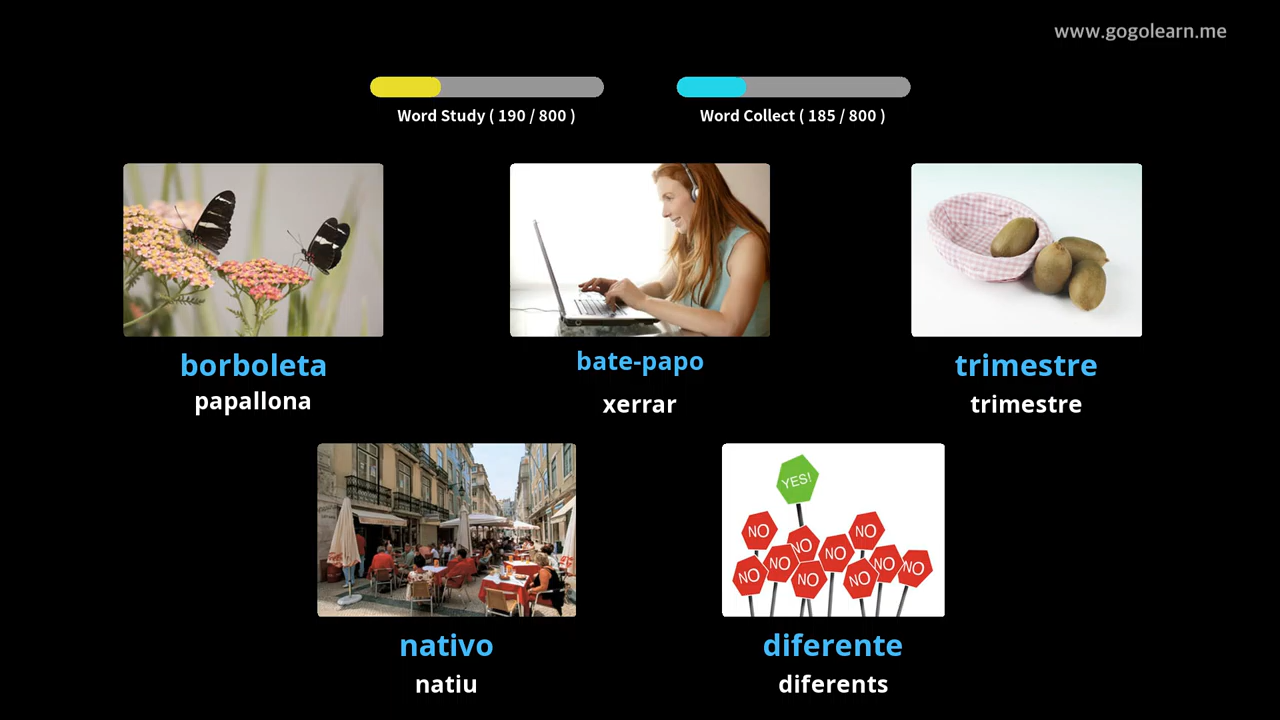 www.gogolearn.me
Word Study ( 190 / 800 )
Word Collect ( 185 / 800 )
borboleta
papallona
bate-papo
xerrar
trimestre
trimestre
YES!
NO
NO
NO
NO
NO
NO
NO
NO
NO
NO
nativo
natiu
diferente
diferents